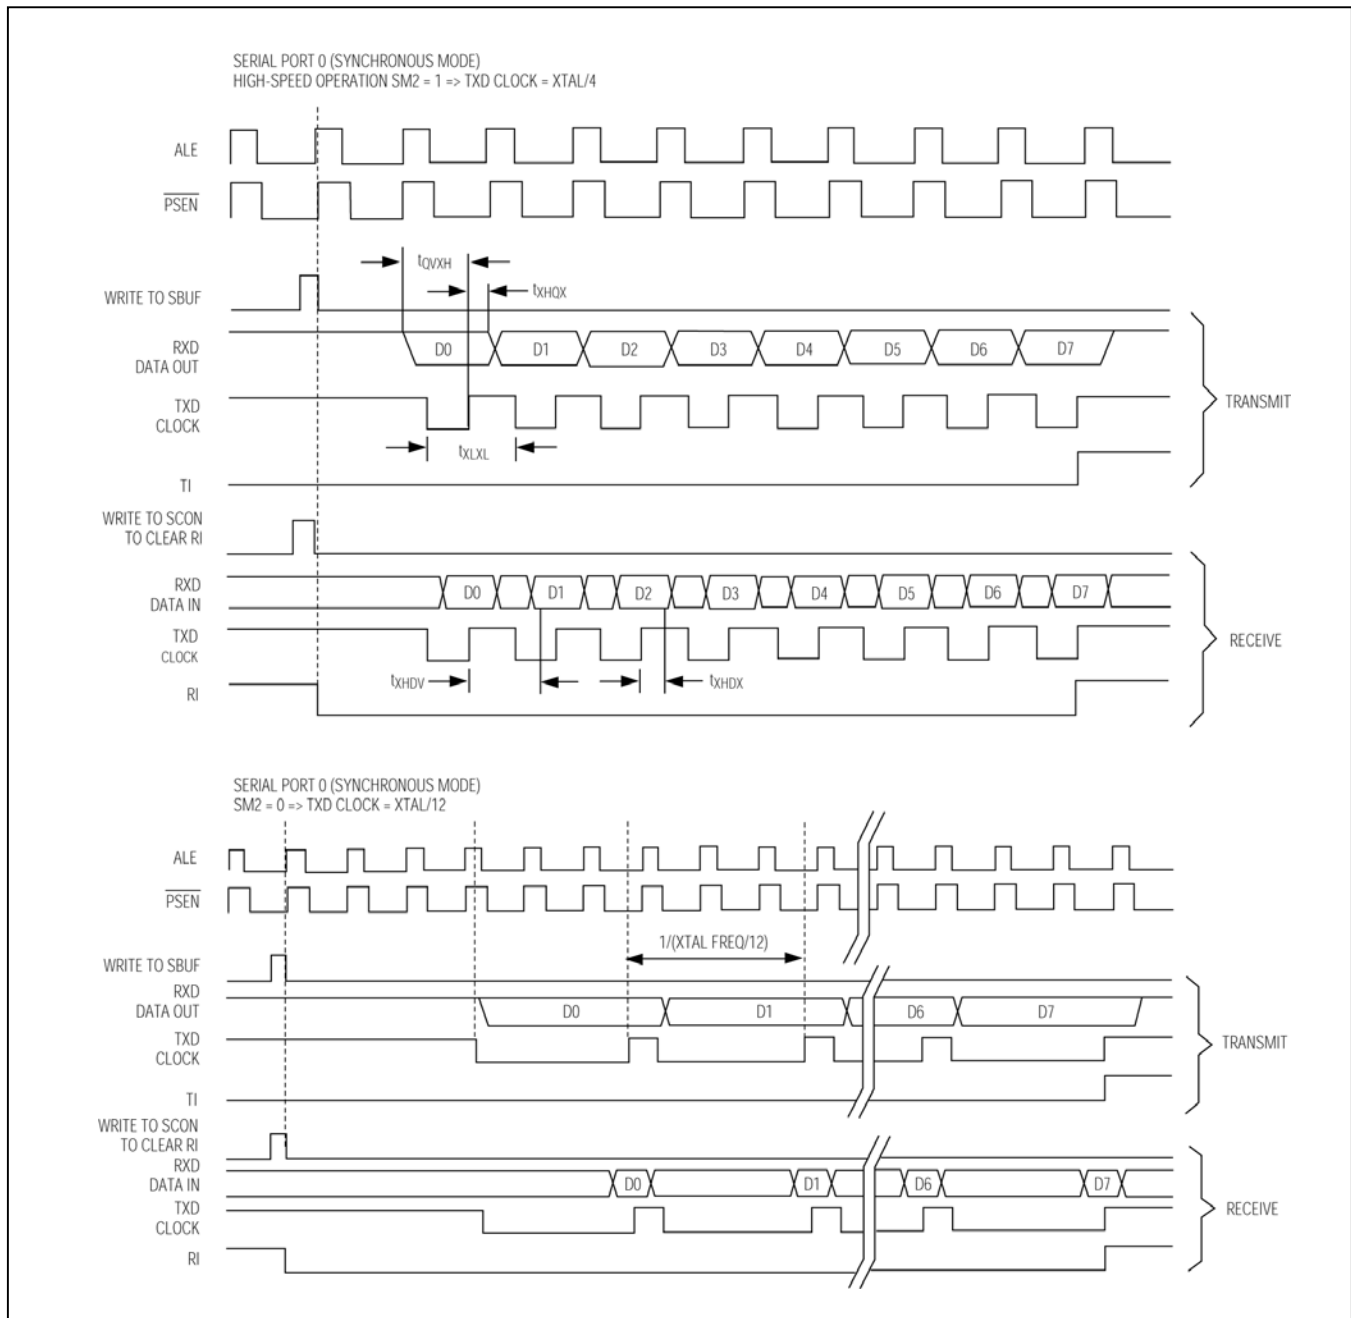 SERIAL PORT 0 (SYNCHRONOUS MODE)
HIGH-SPEED OPERATION SM2 = 1 => TXD CLOCK = XTAL/4
ALE
PSEN
tQVXH
tXHQX
WRITE TO SBUF
RXD
DATA OUT
D0 D1 D2 D3 D4 D5 D6 D7
TXD
CLOCK
TRANSMIT
tXLXL
TI
WRITE TO SCON
TO CLEAR RI
RXD
DATA IN
D0 D1 D2 D3 D4 D5 D6 D7
TXD
CLOCK
RECEIVE
tXHDV
tXHDX
RI
SERIAL PORT 0 (SYNCHRONOUS MODE)
SM2 = 0 => TXD CLOCK = XTAL/12
ALE
PSEN
1/(XTAL FREQ/12)
WRITE TO SBUF
RXD
DATA OUT
D0 D1 D6 D7
TXD
CLOCK
TRANSMIT
TI
WRITE TO SCON
TO CLEAR RI
RXD
DATA IN
D0 D1 D6 D7
TXD
CLOCK
RECEIVE
RI